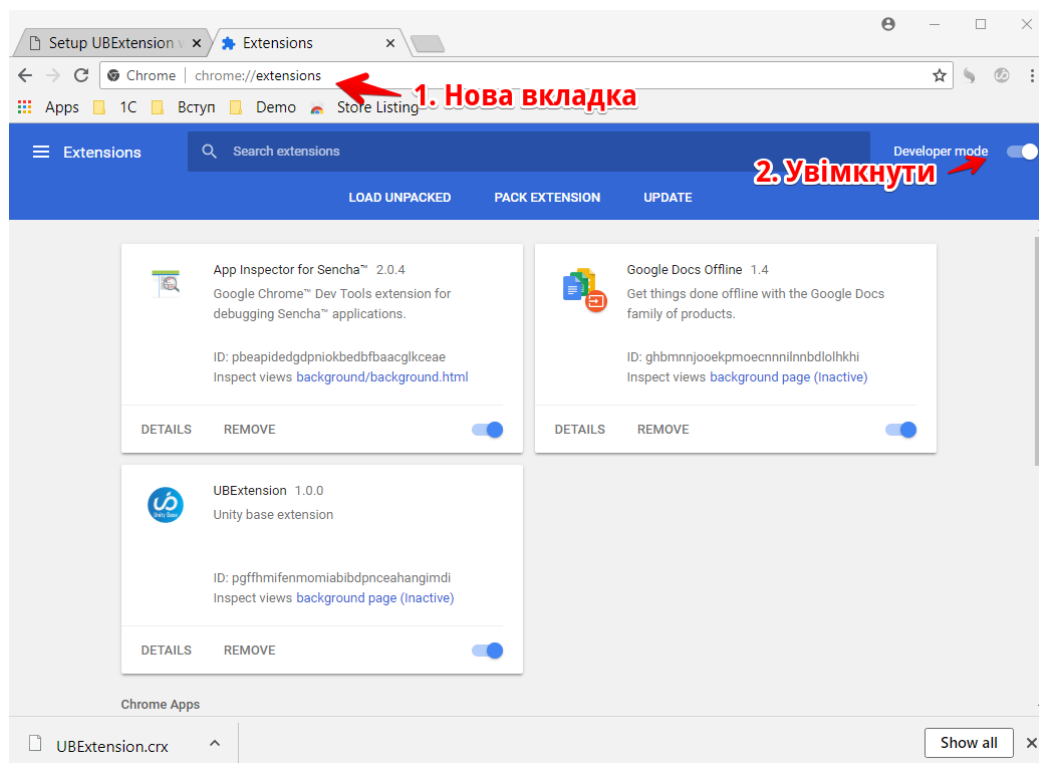 Setup UBExtension v
Extensions
Chrome | chrome://extensions
1. Нова вкладка
Apps 1C Вступ Demo Store Listing
Extensions
Search extensions
Developer mode
2. Увімкнути
LOAD UNPACKED PACK EXTENSION UPDATE
App Inspector for Sencha™ 2.0.4
Google Chrome™ Dev Tools extension for
debugging Sencha™ applications.
ID: pbeapidedgdpniokbedbfbaacglkceae
Inspect views background/background.html
DETAILS REMOVE
Google Docs Offline 1.4
Get things done offline with the Google Docs
family of products.
ID: ghbmnnjooekpmoecnnnilnnbdlolhkhi
Inspect views background page (Inactive)
DETAILS REMOVE
UBExtension 1.0.0
Unity base extension
ID: pgffhmifenmomiabibdpnceahangimdi
Inspect views background page (Inactive)
DETAILS REMOVE
Chrome Apps
UBExtension.crx
Show all